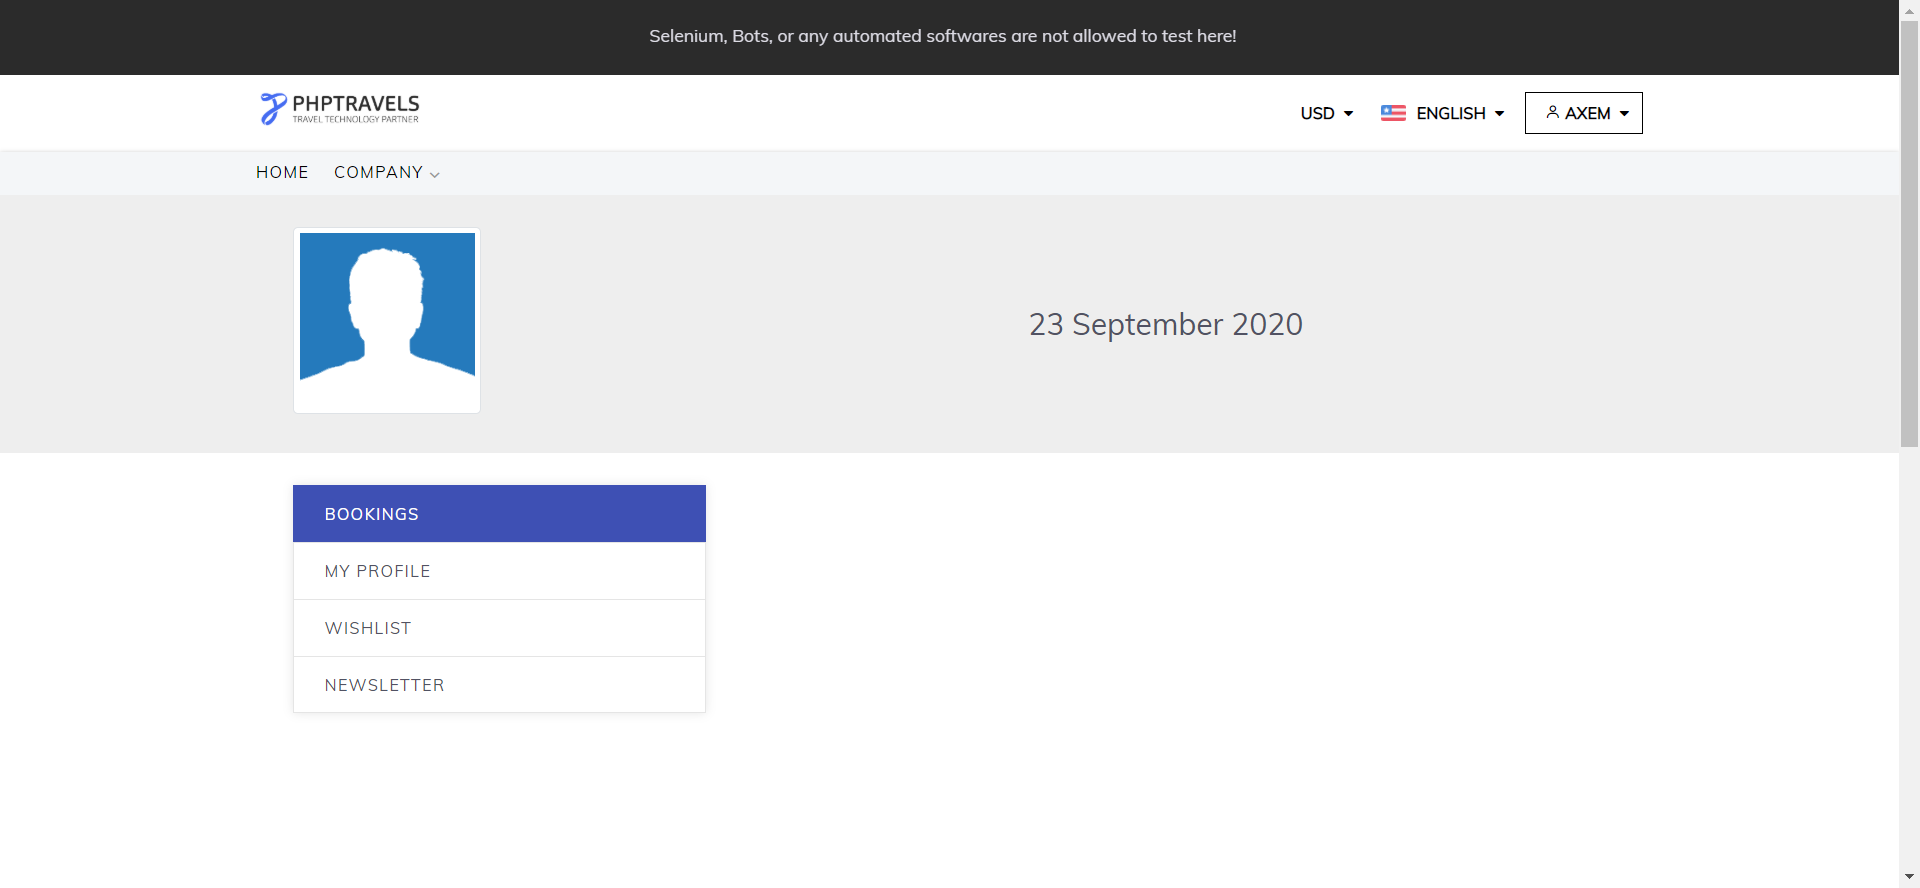 Selenium, Bots, or any automated softwares are not allowed to test here!
PHPTRAVELS
TRAVEL TECHNOLOGY PARTNER
USD
ENGLISH
AXEM
HOME
COMPANY
23 September 2020
BOOKINGS
MY PROFILE
WISHLIST
NEWSLETTER